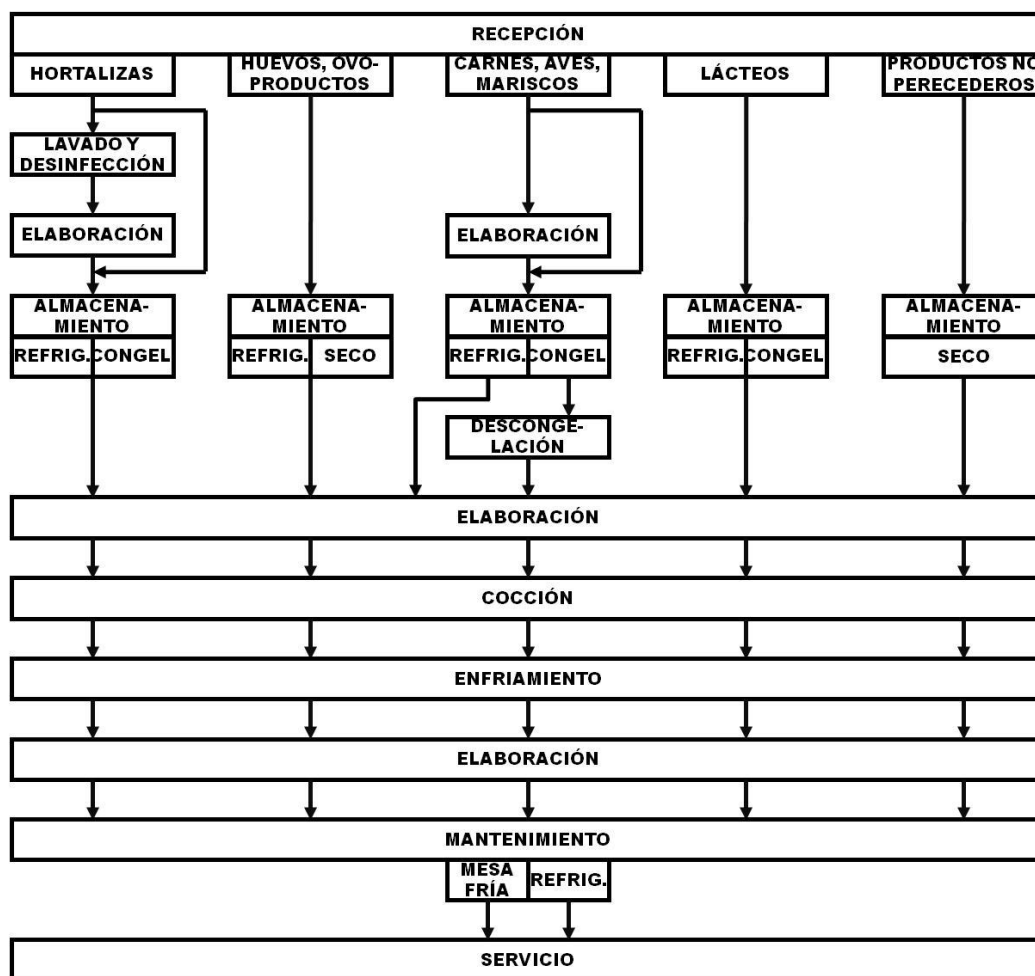 RECEPCIÓN
HORTALIZAS
HUEVOS, OVO-
PRODUCTOS
CARNES, AVES,
MARISCOS
LÁCTEOS
PRODUCTOS NO
PERECEDEROS
LAVADO Y
DESINFECCIÓN
ELABORACIÓN
ELABORACIÓN
ALMACENA-
MIENTO
REFRIG. CONGEL
ALMACENA-
MIENTO
REFRIG. SECO
ALMACENA-
MIENTO
REFRIG. CONGEL
ALMACENA-
MIENTO
REFRIG. CONGEL
ALMACENA-
MIENTO
SECO
DESCONGE-
LACIÓN
ELABORACIÓN
COCCIÓN
ENFRIAMIENTO
ELABORACIÓN
MANTENIMIENTO
MESA
FRÍA
REFRIG.
SERVICIO